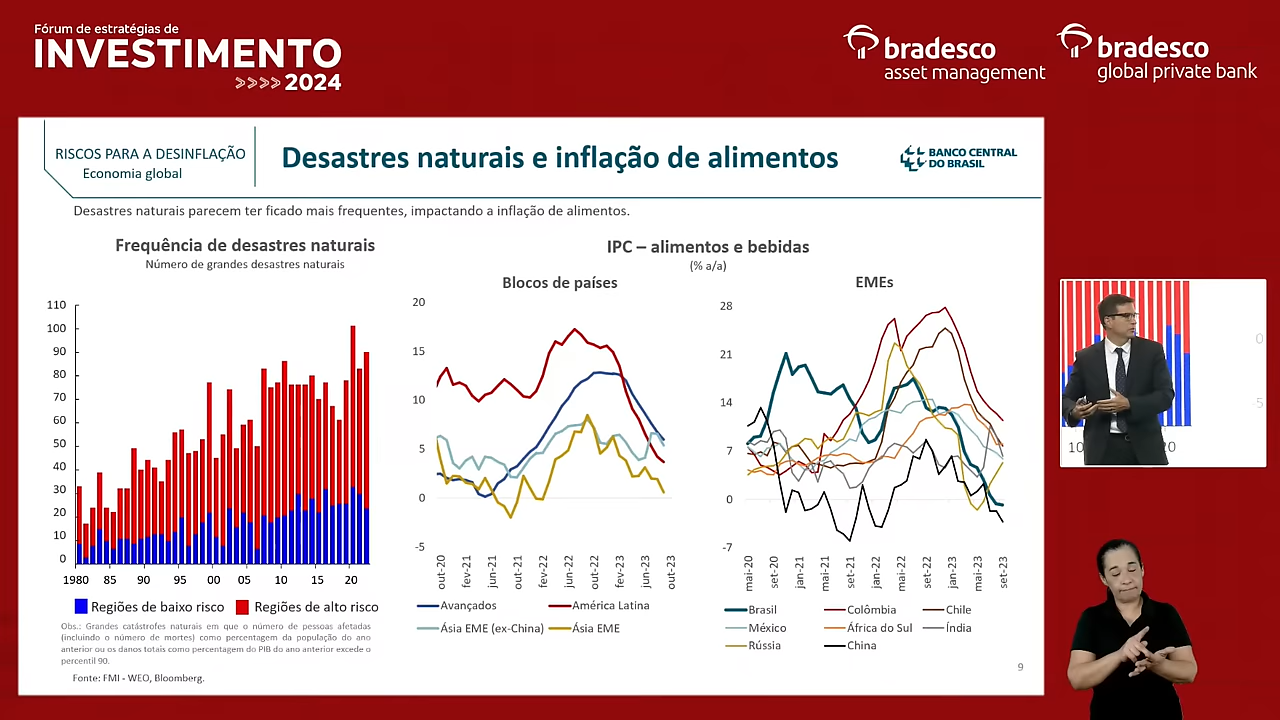 Fórum de estratégias de
INVESTIMENTO
>>>> 2024
bradesco
asset management
bradesco
global private bank
RISCOS PARA A DESINFLAÇÃO
Economia global
Desastres naturais e inflação de alimentos
BANCO CENTRAL
DO BRASIL
Desastres naturais parecem ter ficado mais frequentes, impactando a inflação de alimentos.
Frequência de desastres naturais
Número de grandes desastres naturais
110
100
90
80
70
60
50
40
30
20
10
0
1980 85 90 95 00 05 10 15 20
Regiões de baixo risco Regiões de alto risco
Obs.: Grandes catástrofes naturais em que o número de pessoas afetadas
(incluindo o número de mortes) como percentagem da população do ano
anterior ou os danos totais como percentagem do PIB do ano anterior excede o
percentil 90.
Fonte: FMI - WEO, Bloomberg.
IPC – alimentos e bebidas
(% a/a)
Blocos de países
20
15
10
5
0
-5
out-20 fev-21 jun-21 out-21 fev-22 jun-22 out-22 fev-23 jun-23 out-23
Avançados América Latina
Ásia EME (ex-China) Ásia EME
EMEs
28
21
14
7
0
-7
mai-20 set-20 jan-21 mai-21 set-21 jan-22 mai-22 set-22 jan-23 mai-23 set-23
Brasil Colômbia Chile
México África do Sul Índia
Rússia China
9
0
5
10 20